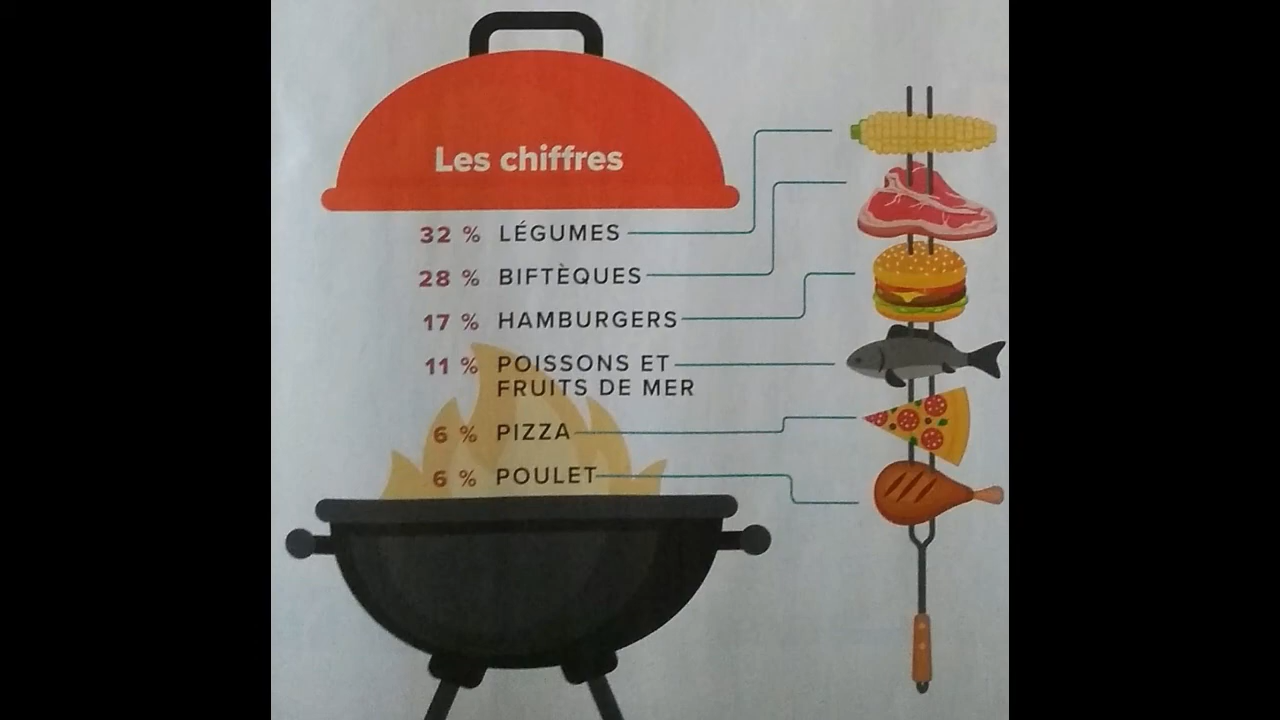 Les chiffres
32 % LÉGUMES
28 % BIFTÈQUES
17 % HAMBURGERS
11 % POISSONS ET
FRUITS DE MER
6 % PIZZA
6 % POULET